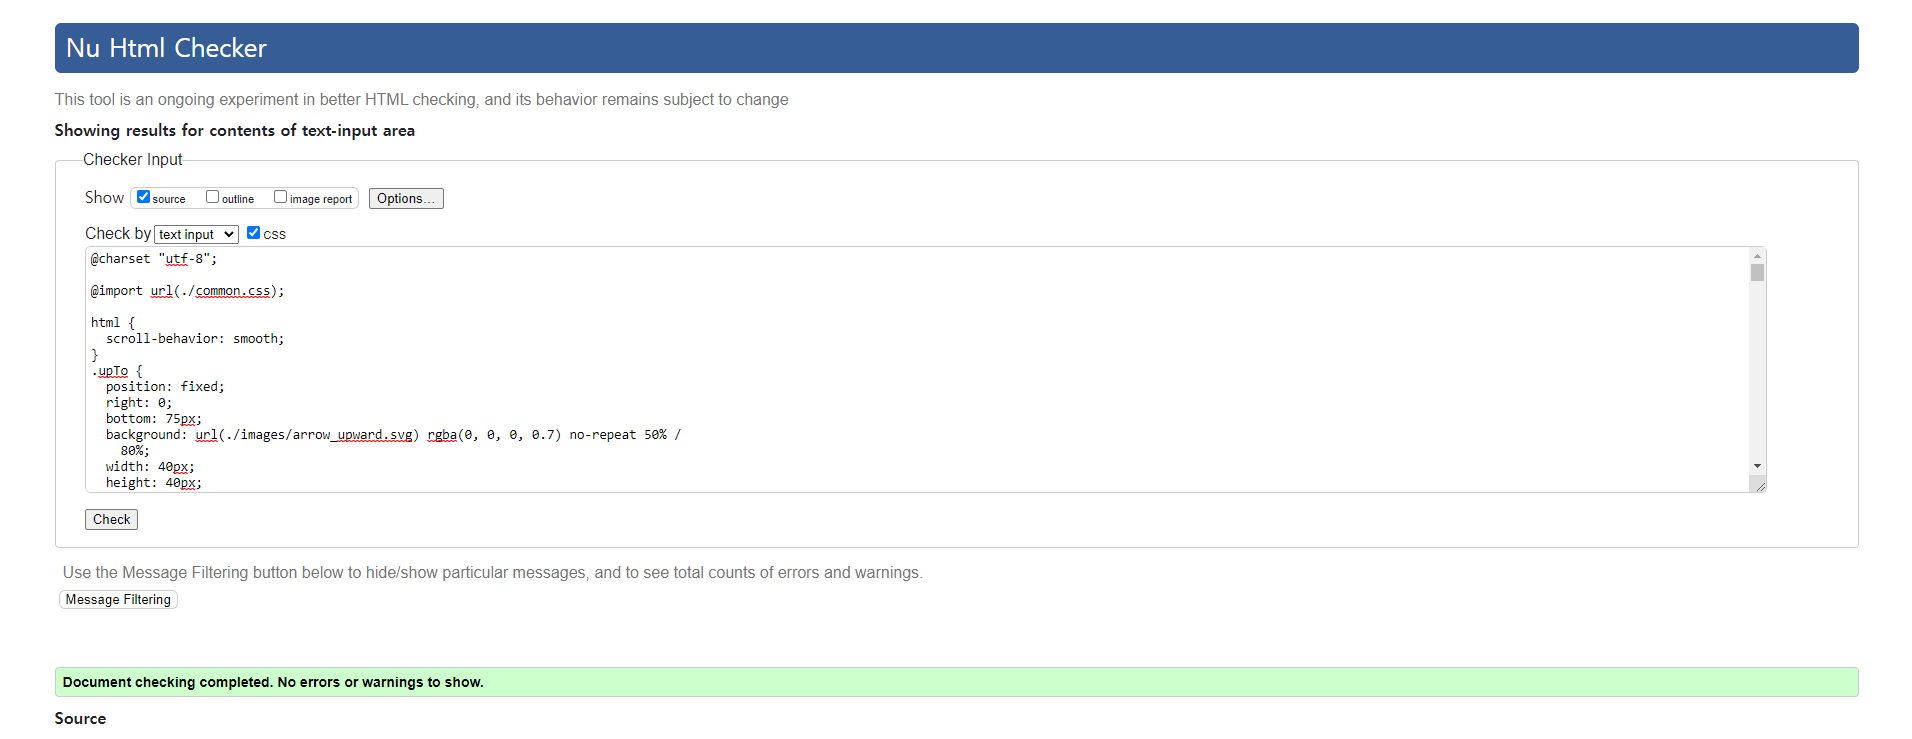 Nu Html Checker
This tool is an ongoing experiment in better HTML checking, and its behavior remains subject to change
Showing results for contents of text-input area
Checker Input
Show source outline image report Options...
Check by text input css
@charset "utf-8";
@import url(./common.css);
html {
scroll-behavior: smooth;
}
.upTo {
position: fixed;
right: 0;
bottom: 75px;
background: url(./images/arrow_upward.svg) rgba(0, 0, 0, 0.7) no-repeat 50% /
80%;
width: 40px;
height: 40px;
Check
Use the Message Filtering button below to hide/show particular messages, and to see total counts of errors and warnings.
Message Filtering
Document checking completed. No errors or warnings to show.
Source